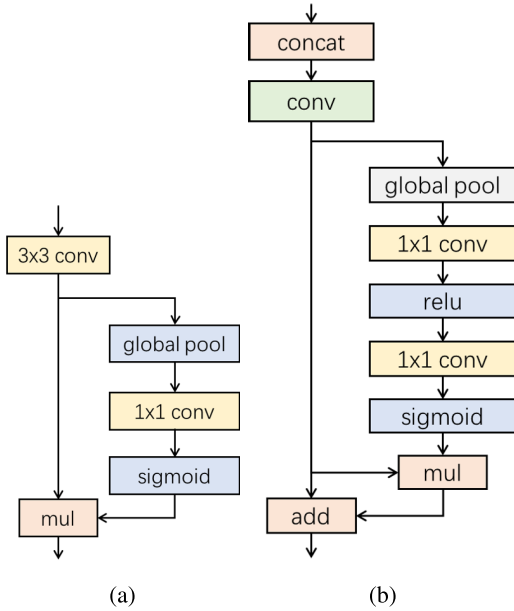 3x3 conv
global pool
1x1 conv
sigmoid
mul
(a)
concat
conv
global pool
1x1 conv
relu
1x1 conv
sigmoid
mul
add
(b)